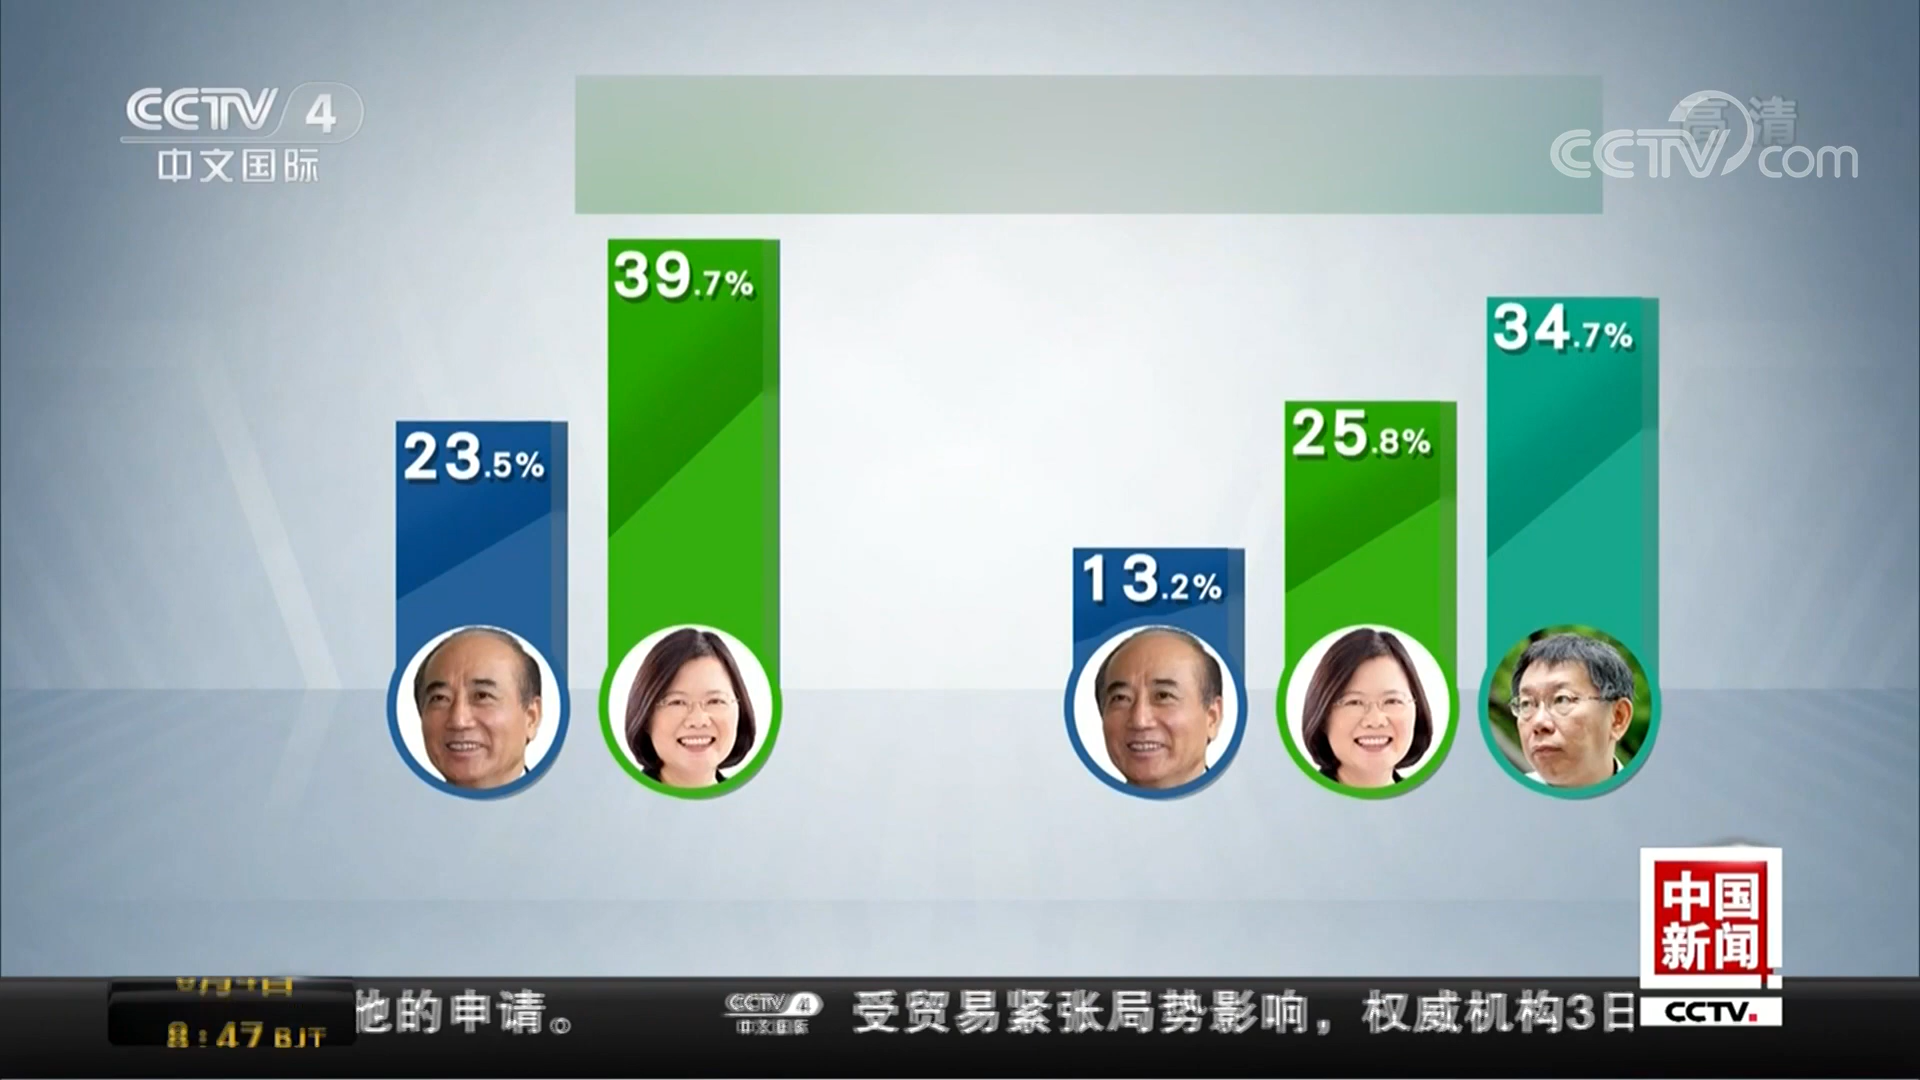 CCTV 4
中文国际
高清
CCTV com
39.7%
34.7%
23.5%
25.8%
13.2%
中国
新闻
CCTV.
8:47 BJT
他的申请。
CCTV 4
中文国际
受贸易紧张局势影响，权威机构3日